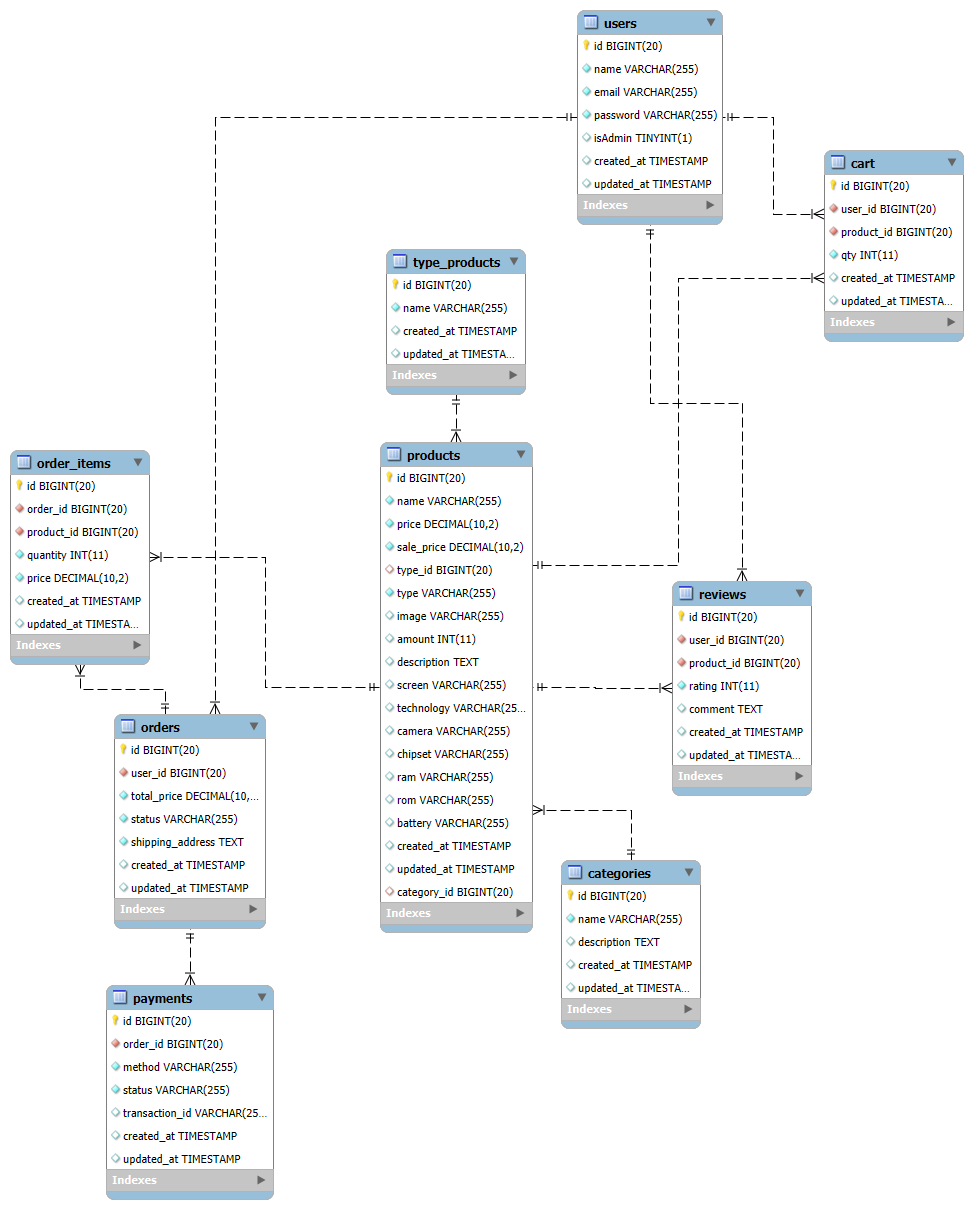 users
id BIGINT(20)
name VARCHAR(255)
email VARCHAR(255)
password VARCHAR(255)
isAdmin TINYINT(1)
created_at TIMESTAMP
updated_at TIMESTAMP
Indexes
cart
id BIGINT(20)
user_id BIGINT(20)
product_id BIGINT(20)
qty INT(11)
created_at TIMESTAMP
updated_at TIMESTA...
Indexes
type_products
id BIGINT(20)
name VARCHAR(255)
created_at TIMESTAMP
updated_at TIMESTA...
Indexes
products
id BIGINT(20)
name VARCHAR(255)
price DECIMAL(10,2)
sale_price DECIMAL(10,2)
type_id BIGINT(20)
type VARCHAR(255)
image VARCHAR(255)
amount INT(11)
description TEXT
screen VARCHAR(255)
technology VARCHAR(25...
camera VARCHAR(255)
chipset VARCHAR(255)
ram VARCHAR(255)
rom VARCHAR(255)
battery VARCHAR(255)
created_at TIMESTAMP
updated_at TIMESTAMP
category_id BIGINT(20)
Indexes
order_items
id BIGINT(20)
order_id BIGINT(20)
product_id BIGINT(20)
quantity INT(11)
price DECIMAL(10,2)
created_at TIMESTAMP
updated_at TIMESTA...
Indexes
reviews
id BIGINT(20)
user_id BIGINT(20)
product_id BIGINT(20)
rating INT(11)
comment TEXT
created_at TIMESTAMP
updated_at TIMESTA...
Indexes
orders
id BIGINT(20)
user_id BIGINT(20)
total_price DECIMAL(10,...
status VARCHAR(255)
shipping_address TEXT
created_at TIMESTAMP
updated_at TIMESTAMP
Indexes
categories
id BIGINT(20)
name VARCHAR(255)
description TEXT
created_at TIMESTAMP
updated_at TIMESTA...
Indexes
payments
id BIGINT(20)
order_id BIGINT(20)
method VARCHAR(255)
status VARCHAR(255)
transaction_id VARCHAR(25...
created_at TIMESTAMP
updated_at TIMESTAMP
Indexes